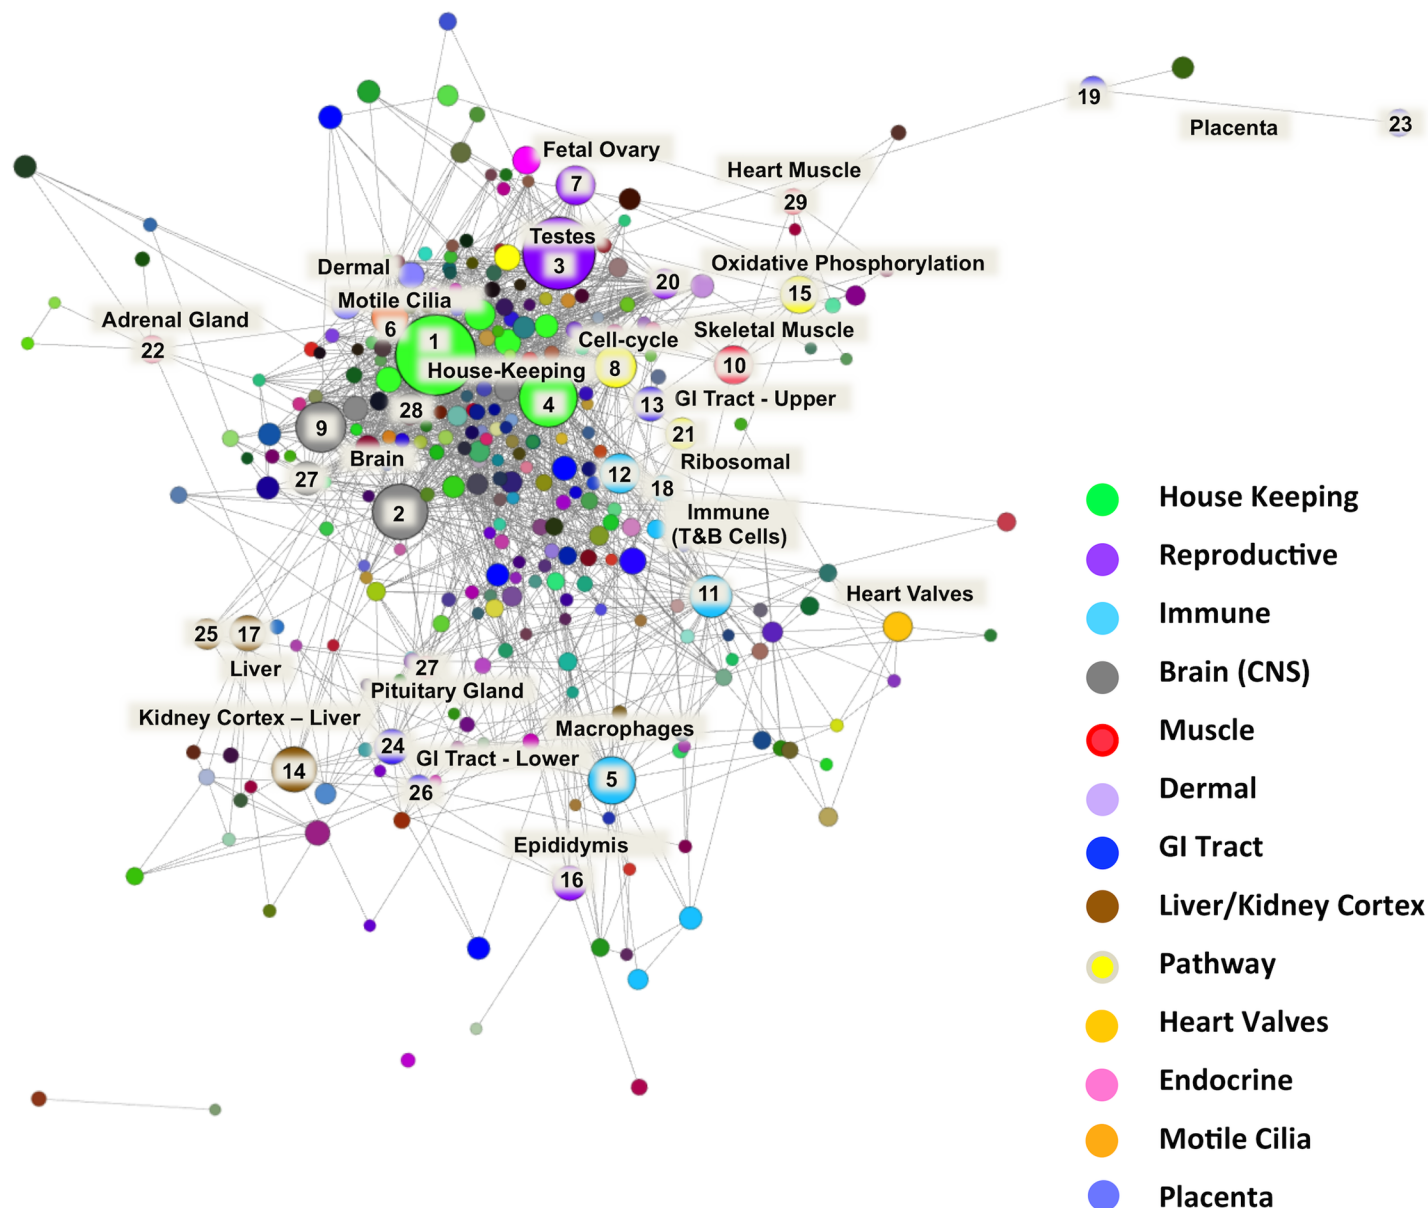 19
23
Placenta
Fetal Ovary
7
Heart Muscle
29
Testes
3
Dermal
20
Oxidative Phosphorylation
15
Motile Cilia
6
Adrenal Gland
22
1
Cell-cycle
8
Skeletal Muscle
10
House-Keeping
4
28
13
GI Tract - Upper
9
21
Brain
Ribosomal
27
12
18
2
Immune
(T&B Cells)
11
Heart Valves
25
17
Liver
27
Pituitary Gland
Kidney Cortex – Liver
14
24
GI Tract - Lower
26
Macrophages
5
Epididymis
16
House Keeping
Reproductive
Immune
Brain (CNS)
Muscle
Dermal
GI Tract
Liver/Kidney Cortex
Pathway
Heart Valves
Endocrine
Motile Cilia
Placenta